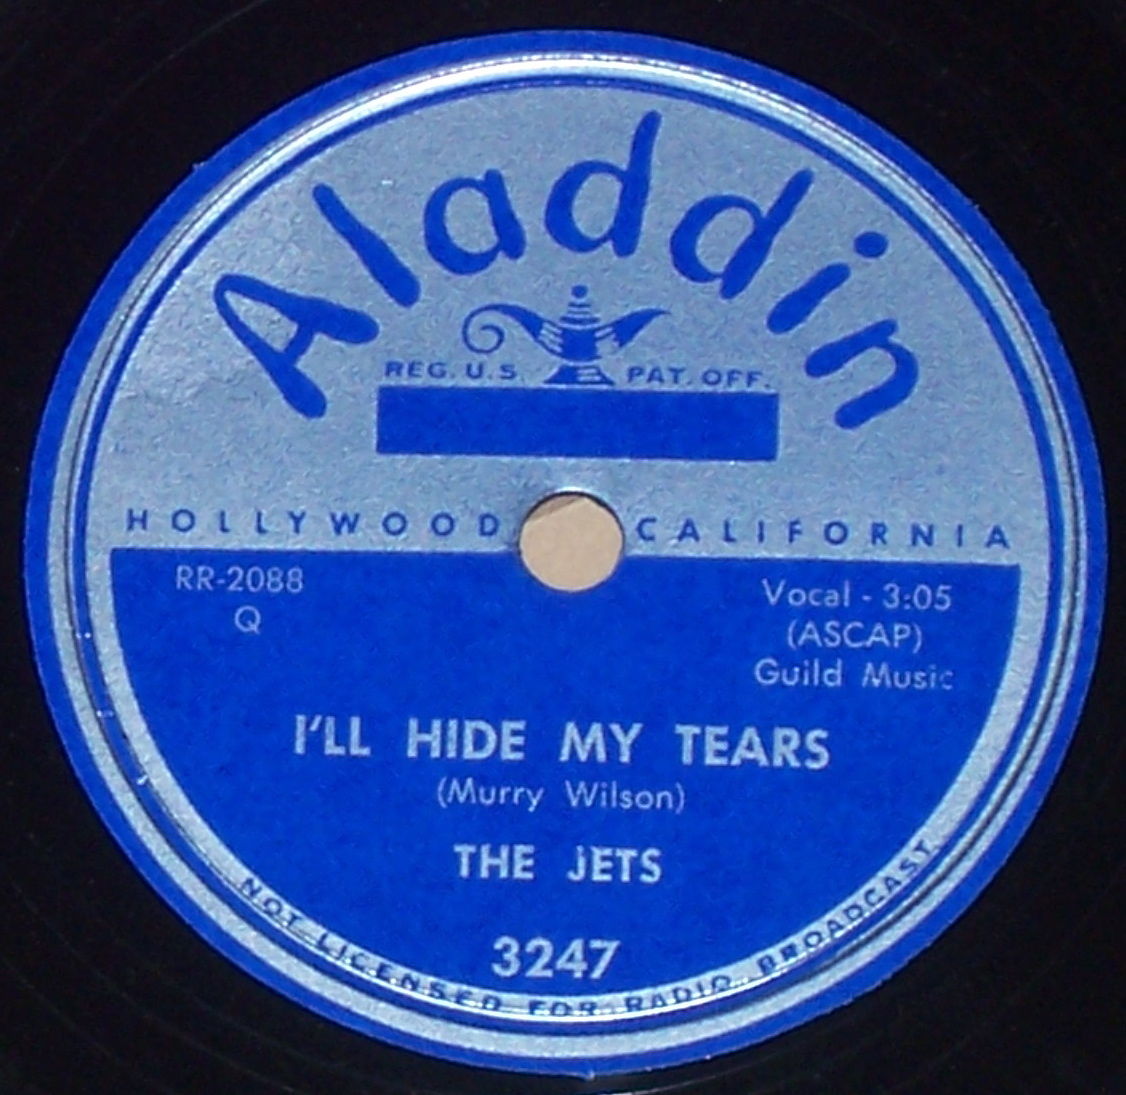 Aladdin
REG. U.S. PAT. OFF.
HOLLYWOOD CALIFORNIA
RR-2088
Q
Vocal - 3:05
(ASCAP)
Guild Music
I'LL HIDE MY TEARS
(Murry Wilson)
THE JETS
3247
NOT LICENSED FOR RADIO BROADCAST